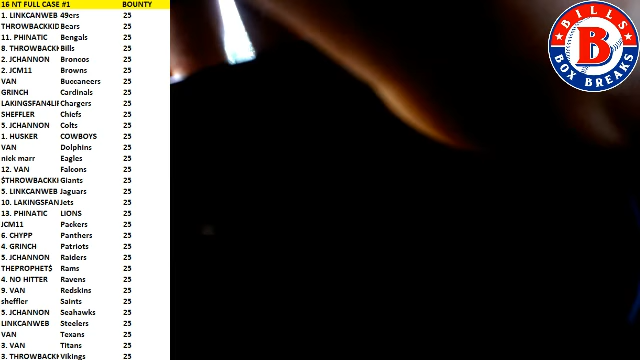 16 NT FULL CASE #1 BOUNTY
1. LINKCANWEB 49ers 25
THROWBACKKID Bears 25
11. PHINATIC Bengals 25
8. THROWBACKK Bills 25
2. JCHANNON Broncos 25
2. JCM11 Browns 25
VAN Buccaneers 25
GRINCH Cardinals 25
LAKINGSFAN4LIF Chargers 25
SHEFFLER Chiefs 25
5. JCHANNON Colts 25
1. HUSKER COWBOYS 25
VAN Dolphins 25
nick marr Eagles 25
12. VAN Falcons 25
$THROWBACKKI Giants 25
5. LINKCANWEB Jaguars 25
10. LAKINGSFAN Jets 25
13. PHINATIC LIONS 25
JCM11 Packers 25
6. CHYPP Panthers 25
4. GRINCH Patriots 25
5. JCHANNON Raiders 25
THEPROPHET$ Rams 25
4. NO HITTER Ravens 25
9. VAN Redskins 25
sheffler Saints 25
5. JCHANNON Seahawks 25
LINKCANWEB Steelers 25
VAN Texans 25
3. VAN Titans 25
3. THROWBACKK Vikings 25
BILLS
B
BOX BREAKS